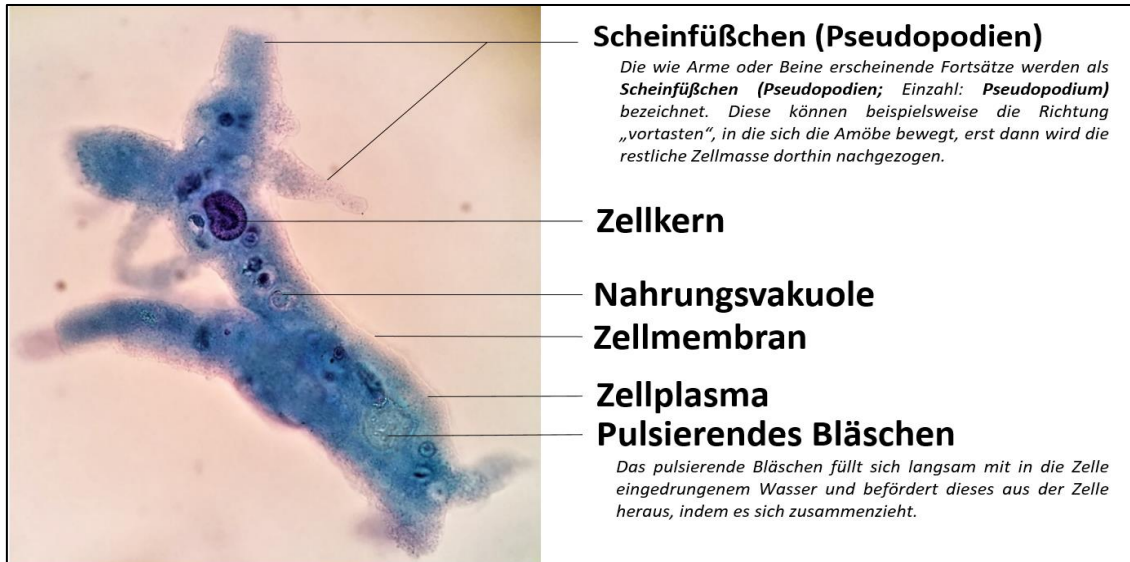 Scheinfüßchen (Pseudopodien)
Die wie Arme oder Beine erscheinende Fortsätze werden als
Scheinfüßchen (Pseudopodien; Einzahl: Pseudopodium)
bezeichnet. Diese können beispielsweise die Richtung
„vortasten“, in die sich die Amöbe bewegt, erst dann wird die
restliche Zellmasse dorthin nachgezogen.
Zellkern
Nahrungsvakuole
Zellmembran
Zellplasma
Pulsierendes Bläschen
Das pulsierende Bläschen füllt sich langsam mit in die Zelle
eingedrungenem Wasser und befördert dieses aus der Zelle
heraus, indem es sich zusammenzieht.